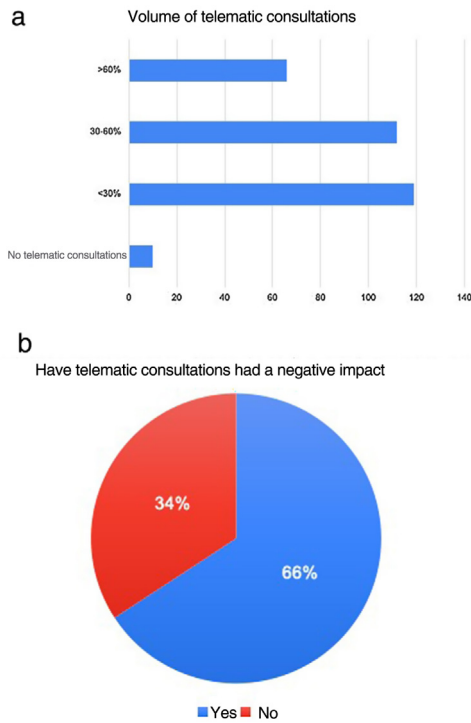 a
Volume of telematic consultations
>60%
30-60%
<30%
No telematic consultations
0 20 40 60 80 100 120 140
b
Have telematic consultations had a negative impact
34%
66%
Yes No